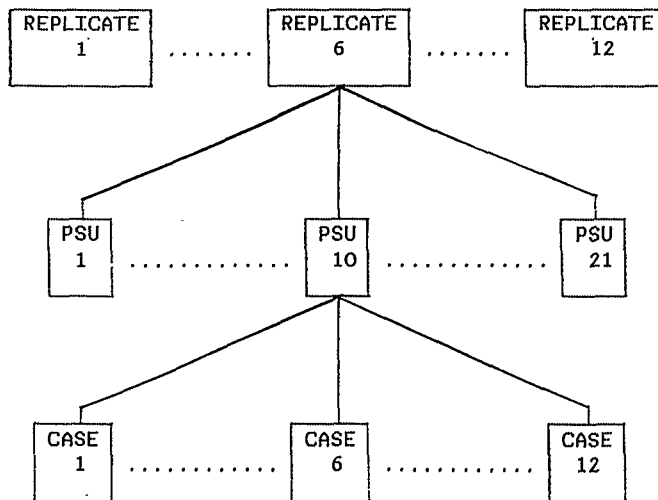 REPLICATE REPLICATE REPLICATE
1 ....... 6 ....... 12
PSU PSU PSU
1 ............. 10 ............. 21
CASE CASE CASE
1 ............ 6 ............ 12